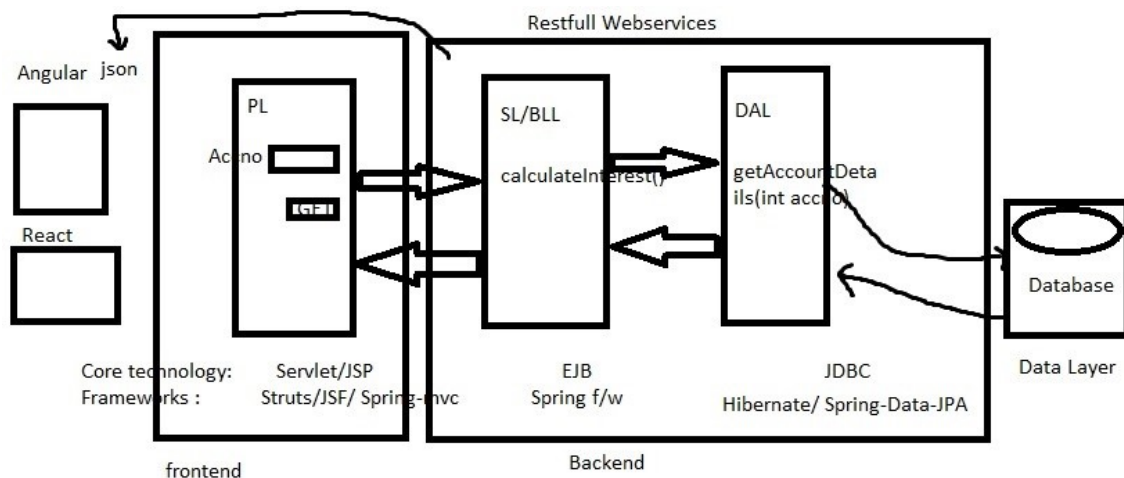 Restfull Webservices
Angular json
PL
SL/BLL
DAL
Accno
calculateInterest()
getAccountDeta
ils(int accno)
GET
React
Database
Core technology: Servlet/JSP EJB JDBC
Data Layer
Frameworks : Struts/JSF/ Spring-mvc Spring f/w
Hibernate/ Spring-Data-JPA
frontend
Backend